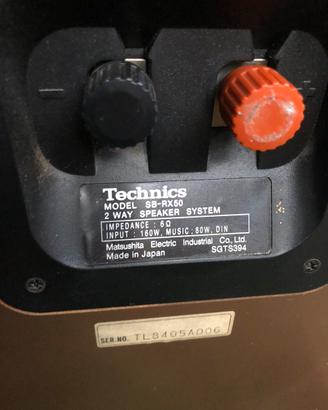 Technics
MODEL SB-RX50
2 WAY SPEAKER SYSTEM
IMPEDANCE : 6Ω
INPUT : 160W, MUSIC; 80W, DIN
Matsushita Electric Industrial Co., Ltd.
Made in Japan SGTS394
SER.NO. TL8405A006